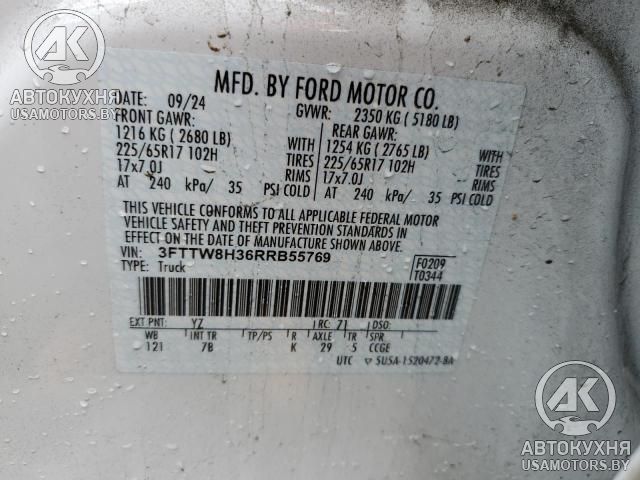 АВТОКУХНЯ
USAMOTORS.BY
MFD. BY FORD MOTOR CO.
DATE: 09/24 GVWR: 2350 KG ( 5180 LB)
FRONT GAWR: REAR GAWR:
1216 KG ( 2680 LB) WITH 1254 KG ( 2765 LB) WITH
225/65R17 102H TIRES 225/65R17 102H TIRES
17x7.0J RIMS 17x7.0J RIMS
AT 240 kPa/ 35 PSI COLD AT 240 kPa/ 35 PSI COLD
THIS VEHICLE CONFORMS TO ALL APPLICABLE FEDERAL MOTOR
VEHICLE SAFETY AND THEFT PREVENTION STANDARDS IN
EFFECT ON THE DATE OF MANUFACTURE SHOWN ABOVE.
VIN: 3FTTW8H36RRB55769 F0209
TYPE: Truck T0344
EXT PNT: YZ RC: 71 DSO:
WB INT TR TP/PS R AXLE TR SPR
121 7B K 29 5 CCGE
UTC ▽ 5U5A-1520472-BA
AK
АВТОКУХНЯ
USAMOTORS.BY